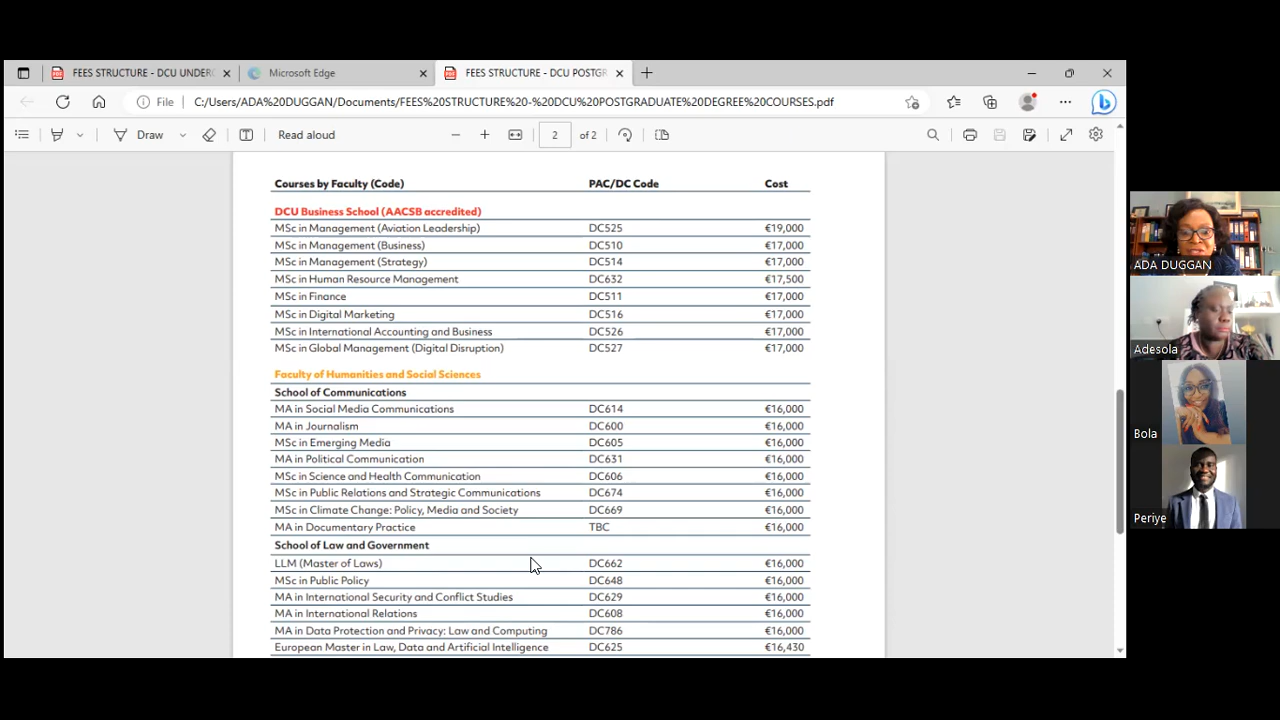 FEES STRUCTURE - DCU UNDER
Microsoft Edge
FEES STRUCTURE - DCU POSTGR
File C:/Users/ADA%20DUGGAN/Documents/FEES%20STRUCTURE%20-%20DCU%20POSTGRADUATE%20DEGREE%20COURSES.pdf
Draw Read aloud 2 of 2
Courses by Faculty (Code) PAC/DC Code Cost
DCU Business School (AACSB accredited)
MSc in Management (Aviation Leadership) DC525 €19,000
MSc in Management (Business) DC510 €17,000
MSc in Management (Strategy) DC514 €17,000
MSc in Human Resource Management DC632 €17,500
MSc in Finance DC511 €17,000
MSc in Digital Marketing DC516 €17,000
MSc in International Accounting and Business DC526 €17,000
MSc in Global Management (Digital Disruption) DC527 €17,000
Faculty of Humanities and Social Sciences
School of Communications
MA in Social Media Communications DC614 €16,000
MA in Journalism DC600 €16,000
MSc in Emerging Media DC605 €16,000
MA in Political Communication DC631 €16,000
MSc in Science and Health Communication DC606 €16,000
MSc in Public Relations and Strategic Communications DC674 €16,000
MSc in Climate Change: Policy, Media and Society DC669 €16,000
MA in Documentary Practice TBC €16,000
School of Law and Government
LLM (Master of Laws) DC662 €16,000
MSc in Public Policy DC648 €16,000
MA in International Security and Conflict Studies DC629 €16,000
MA in International Relations DC608 €16,000
MA in Data Protection and Privacy: Law and Computing DC786 €16,000
European Master in Law, Data and Artificial Intelligence DC625 €16,430
ADA DUGGAN
Adesola
Bola
Periye